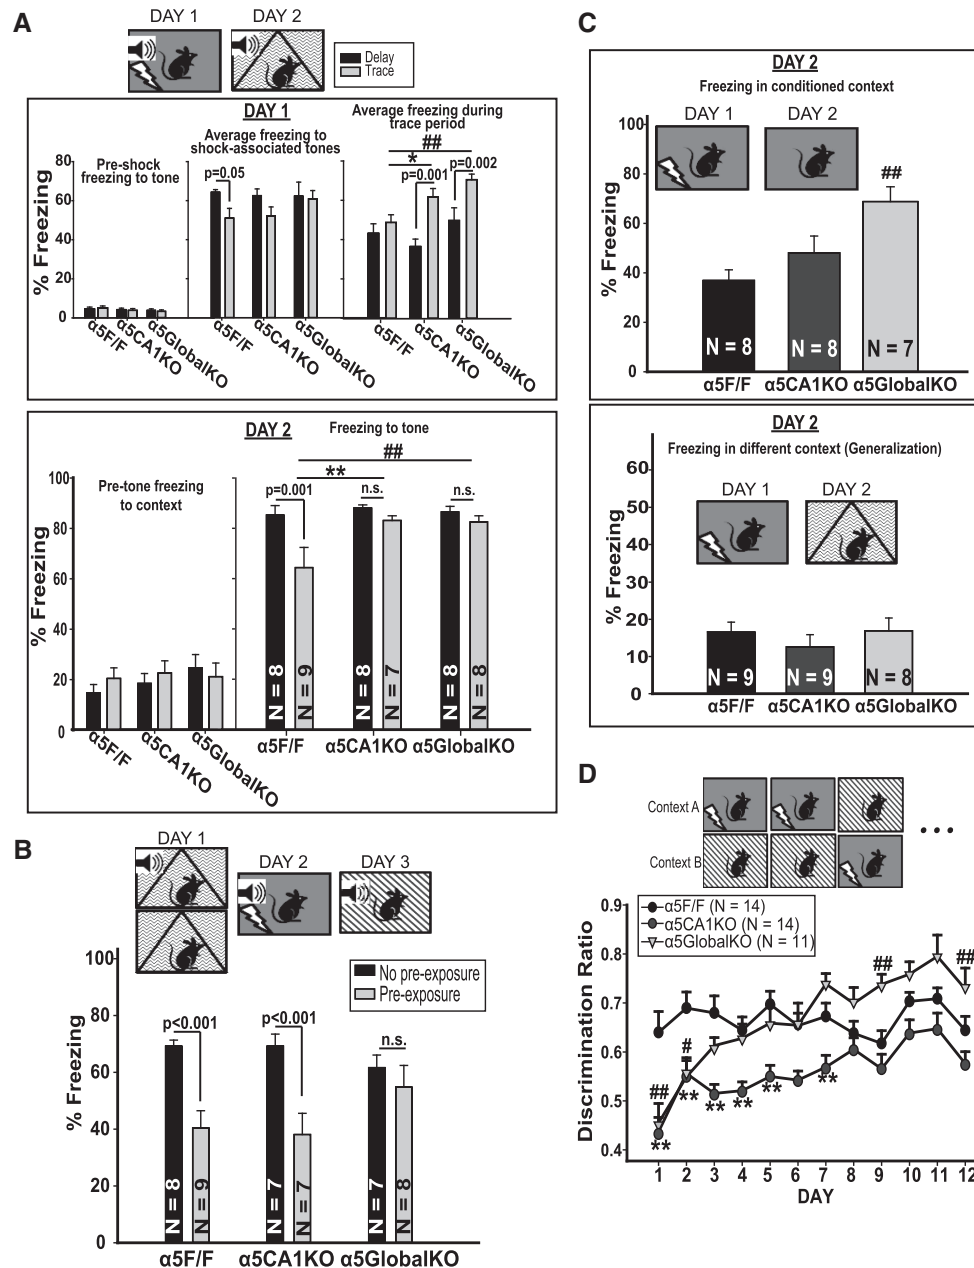 A
DAY 1
DAY 2
Delay
Trace
DAY 1
Pre-shock
freezing to tone
Average freezing to
shock-associated tones
Average freezing during
trace period
##
*
p=0.05
p=0.001
p=0.002
% Freezing
80
60
40
20
0
α5F/F
α5CA1KO
α5GlobalKO
α5F/F
α5CA1KO
α5GlobalKO
α5F/F
α5CA1KO
α5GlobalKO
DAY 2
Freezing to tone
Pre-tone freezing
to context
##
**
p=0.001
n.s.
n.s.
% Freezing
100
80
60
40
20
0
N = 8
N = 9
N = 8
N = 7
N = 8
N = 8
α5F/F
α5CA1KO
α5GlobalKO
α5F/F
α5CA1KO
α5GlobalKO
B
DAY 1
DAY 2
DAY 3
No pre-exposure
Pre-exposure
p<0.001
p<0.001
n.s.
% Freezing
100
80
60
40
20
0
N = 8
N = 9
N = 7
N = 7
N = 7
N = 8
α5F/F
α5CA1KO
α5GlobalKO
C
DAY 2
Freezing in conditioned context
DAY 1
DAY 2
##
% Freezing
100
80
60
40
20
0
N = 8
N = 8
N = 7
α5F/F
α5CA1KO
α5GlobalKO
DAY 2
Freezing in different context (Generalization)
DAY 1
DAY 2
% Freezing
60
50
40
30
20
10
0
N = 9
N = 9
N = 8
α5F/F
α5CA1KO
α5GlobalKO
D
Context A
Context B
...
α5F/F (N = 14)
α5CA1KO (N = 14)
α5GlobalKO (N = 11)
Discrimination Ratio
0.9
0.8
0.7
0.6
0.5
0.4
##
**
#
**
**
**
**
**
##
##
1 2 3 4 5 6 7 8 9 10 11 12
DAY